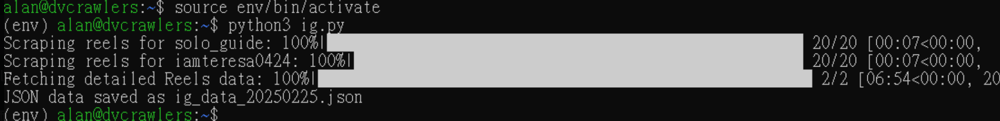 alan@dvcrawlers:~$ source env/bin/activate
(env) alan@dvcrawlers:~$ python3 ig.py
Scraping reels for solo_guide: 100%| 20/20 [00:07<00:00,
Scraping reels for iamteresa0424: 100%| 20/20 [00:07<00:00,
Fetching detailed Reels data: 100%| 2/2 [06:54<00:00, 20
JSON data saved as ig_data_20250225.json
(env) alan@dvcrawlers:~$